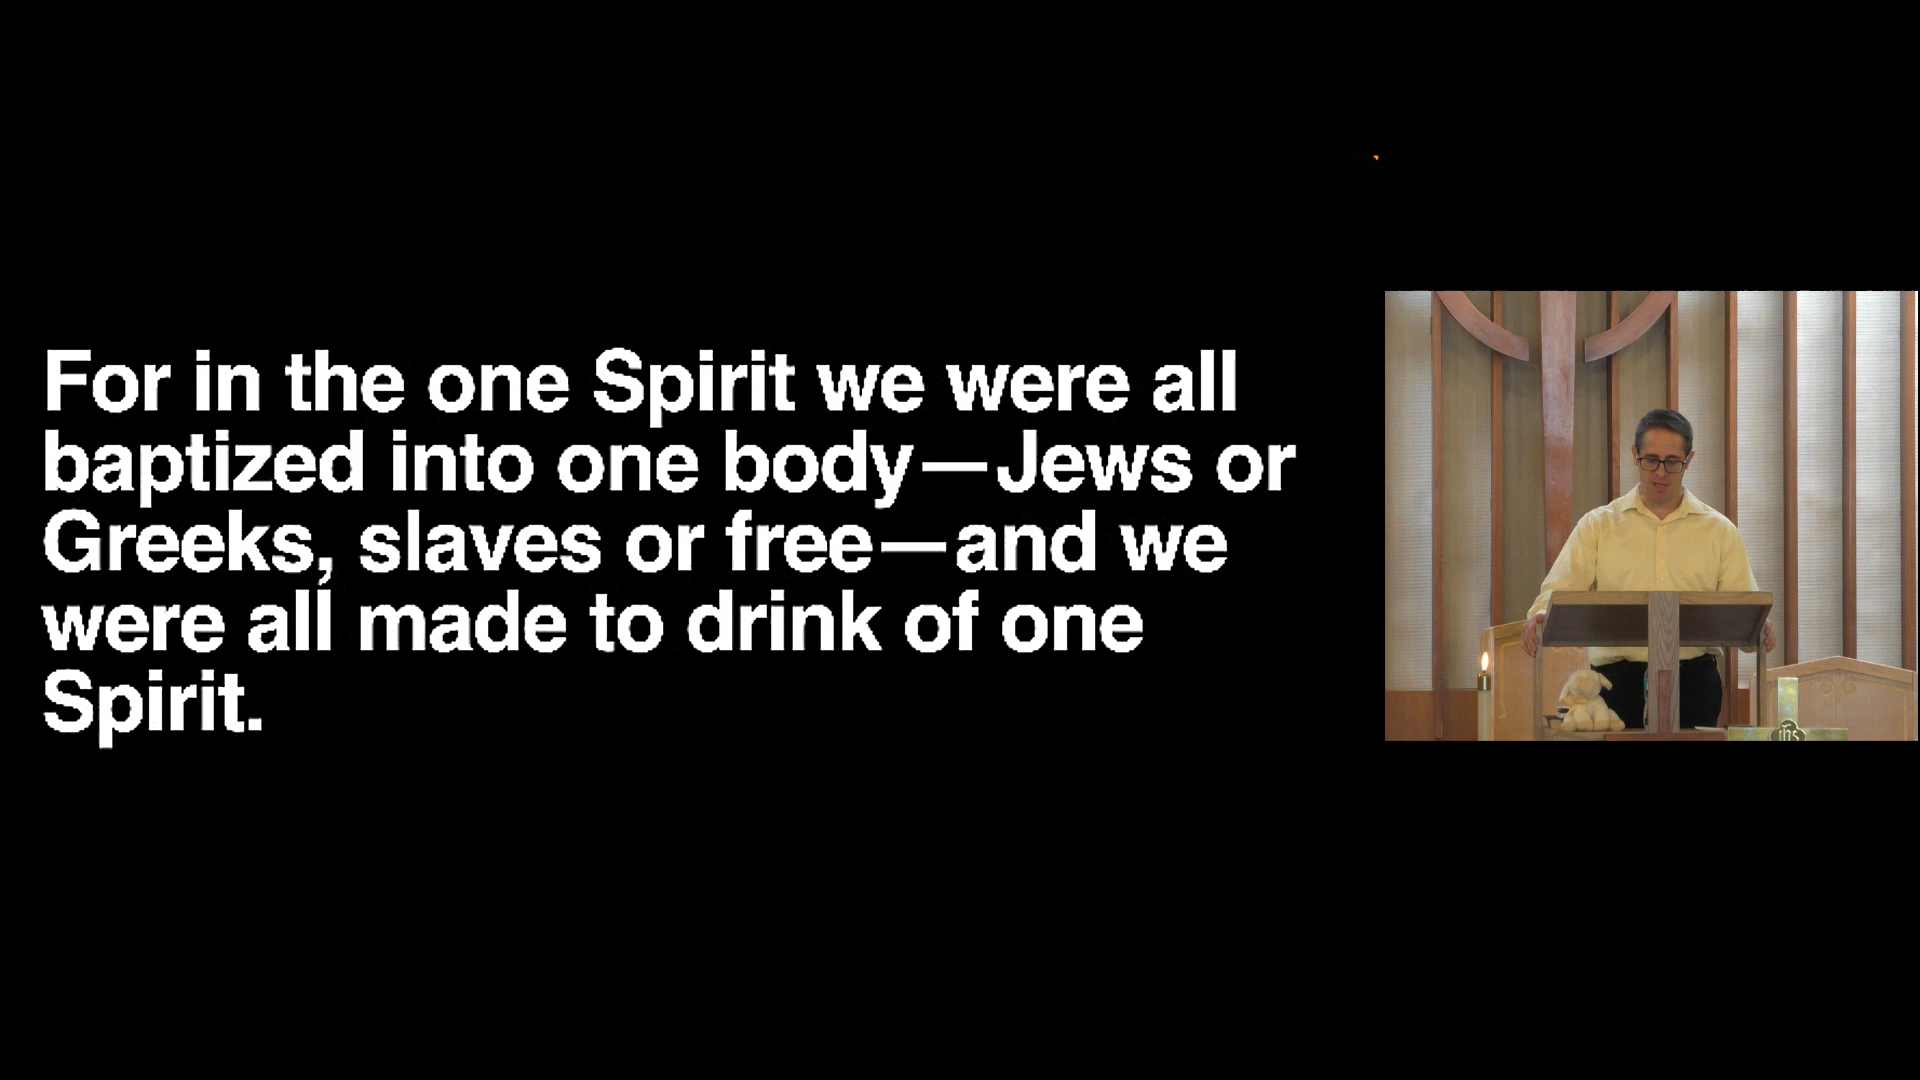 For in the one Spirit we were all
baptized into one body—Jews or
Greeks, slaves or free—and we
were all made to drink of one
Spirit.
ihs